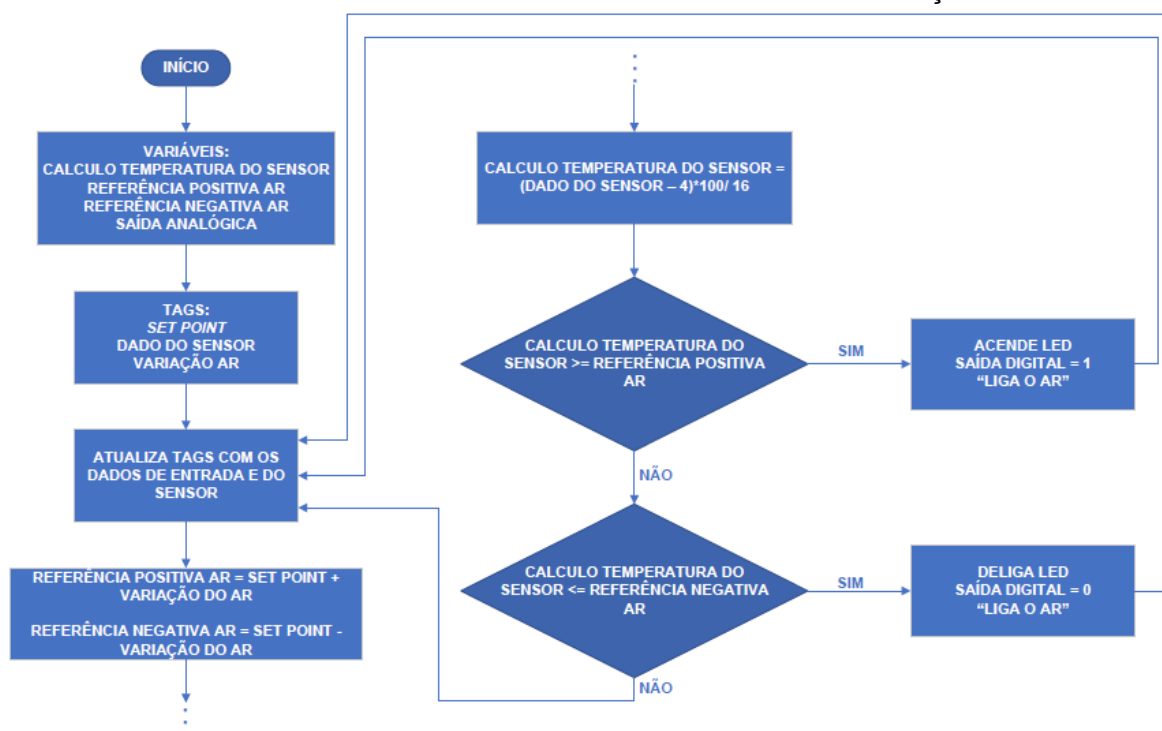 INÍCIO
VARIÁVEIS:
CALCULO TEMPERATURA DO SENSOR
REFERÊNCIA POSITIVA AR
REFERÊNCIA NEGATIVA AR
SAÍDA ANALÓGICA
TAGS:
SET POINT
DADO DO SENSOR
VARIAÇÃO AR
ATUALIZA TAGS COM OS
DADOS DE ENTRADA E DO
SENSOR
REFERÊNCIA POSITIVA AR = SET POINT +
VARIAÇÃO DO AR
REFERÊNCIA NEGATIVA AR = SET POINT -
VARIAÇÃO DO AR
CALCULO TEMPERATURA DO SENSOR =
(DADO DO SENSOR – 4)*100/ 16
CALCULO TEMPERATURA DO
SENSOR >= REFERÊNCIA POSITIVA
AR
SIM
ACENDE LED
SAÍDA DIGITAL = 1
“LIGA O AR”
NÃO
CALCULO TEMPERATURA DO
SENSOR <= REFERÊNCIA NEGATIVA
AR
SIM
DELIGA LED
SAÍDA DIGITAL = 0
“LIGA O AR”
NÃO